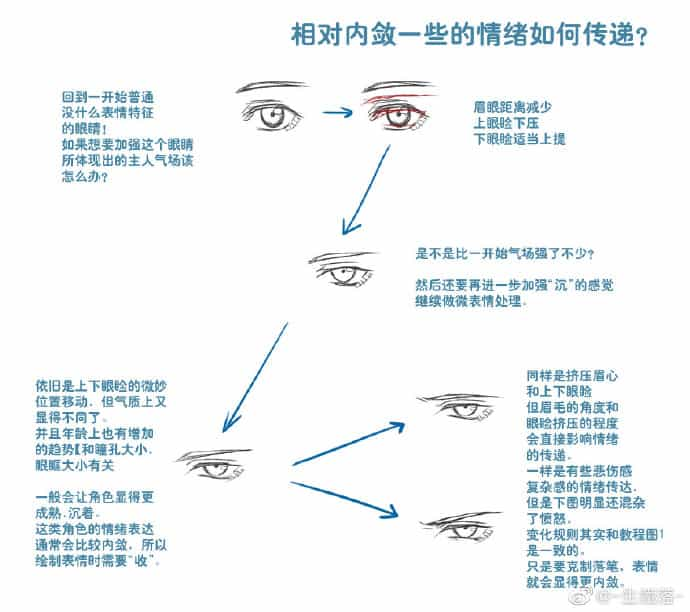 相对内敛一些的情绪如何传递?
回到一开始普通
没什么表情特征
的眼睛!
如果想要加强这个眼睛
所体现出的主人气场该
怎么办?
眉眼距离减少
上眼睑下压
下眼睑适当上提
是不是比一开始气场强了不少?
然后还要再进一步加强“沉”的感觉
继续做微表情处理.
依旧是上下眼睑的微妙
位置移动. 但气质上又
显得不同了.
并且年龄上也有增加
的趋势【和瞳孔大小.
眼眶大小有关
一般会让角色显得更
成熟.沉着.
这类角色的情绪表达
通常会比较内敛. 所以
绘制表情时需要“收”.
同样是挤压眉心
和上下眼睑
但眉毛的角度和
眼睑挤压的程度
会直接影响情绪
的传递.
一样是有些悲伤感
复杂感的情绪传达.
但是下图明显还混杂
了愤怒.
变化规则其实和教程图1
是一致的.
只是要克制落笔, 表情
就会显得更内敛.